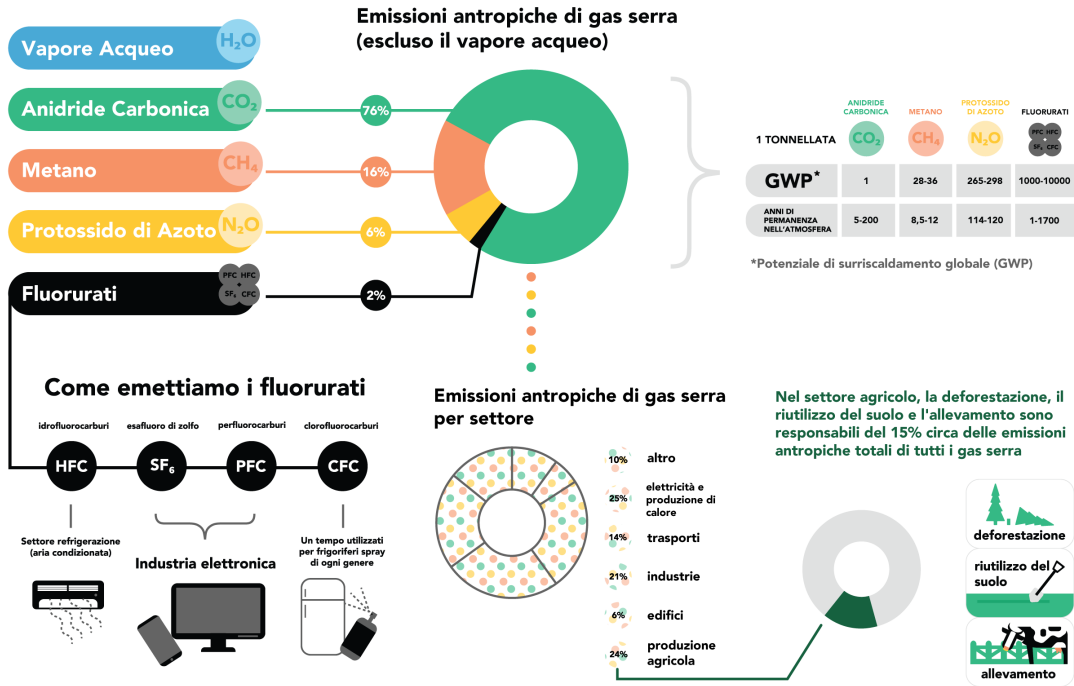 Vapore Acqueo H₂O
Anidride Carbonica CO₂
Metano CH₄
Protossido di Azoto N₂O
Fluorurati PFC HFC + SF₆ CFC
76%
16%
6%
2%
Emissioni antropiche di gas serra
(escluso il vapore acqueo)
1 TONNELLATA
ANIDRIDE
CARBONICA
CO₂
METANO
CH₄
PROTOSSIDO
DI AZOTO
N₂O
FLUORURATI
PFC HFC
+
SF₆ CFC
GWP* 1 28-36 265-298 1000-10000
ANNI DI
PERMANENZA
NELL'ATMOSFERA
5-200 8,5-12 114-120 1-1700
*Potenziale di surriscaldamento globale (GWP)
Come emettiamo i fluorurati
idrofluorocarburi esafluoro di zolfo perfluorocarburi clorofluorocarburi
HFC SF₆ PFC CFC
Settore refrigerazione
(aria condizionata)
Industria elettronica
Un tempo utilizzati
per frigoriferi spray
di ogni genere
Emissioni antropiche di gas serra
per settore
10% altro
25% elettricità e
produzione di
calore
14% trasporti
21% industrie
6% edifici
24% produzione
agricola
Nel settore agricolo, la deforestazione, il
riutilizzo del suolo e l'allevamento sono
responsabili del 15% circa delle emissioni
antropiche totali di tutti i gas serra
deforestazione
riutilizzo del
suolo
allevamento